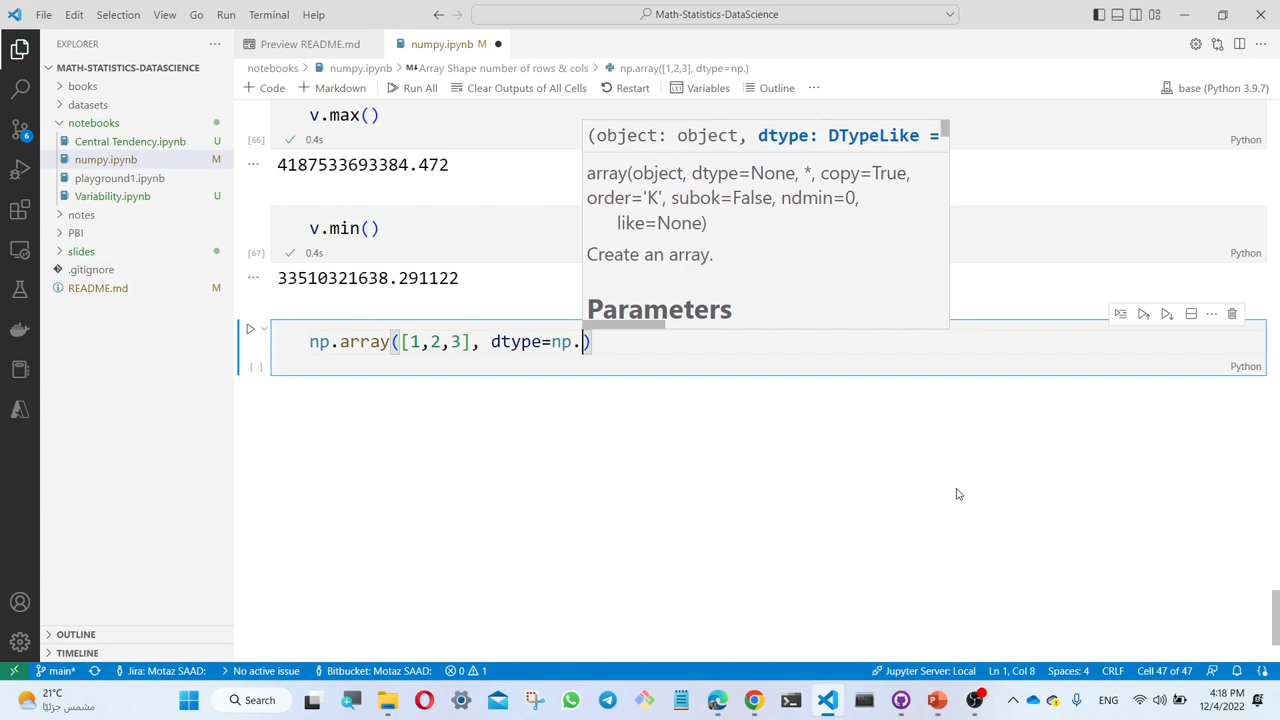 File Edit Selection View Go Run Terminal Help
Math-Statistics-DataScience
EXPLORER
Preview README.md
numpy.ipynb M
MATH-STATISTICS-DATASCIENCE
notebooks > numpy.ipynb > M↓Array Shape number of rows & cols > np.array([1,2,3], dtype=np.)
books
+ Code + Markdown Run All Clear Outputs of All Cells Restart Variables Outline ...
base (Python 3.9.7)
datasets
notebooks
Central Tendency.ipynb U
numpy.ipynb M
playground1.ipynb
Variability.ipynb U
notes
PBI
slides
.gitignore
README.md M
v.max()
[66] 0.4s Python
4187533693384.472
v.min()
[67] 0.4s Python
33510321638.291122
(object: object, dtype: DTypeLike =
array(object, dtype=None, *, copy=True,
order='K', subok=False, ndmin=0,
like=None)
Create an array.
Parameters
np.array([1,2,3], dtype=np.)
[ ] Python
OUTLINE
TIMELINE
main* Jira: Motaz SAAD: No active issue Bitbucket: Motaz SAAD: 0 1 Jupyter Server: Local Ln 1, Col 8 Spaces: 4 CRLF Cell 47 of 47
21°C
مشمس جزئيًا
Search
ENG
4:18 PM
12/4/2022
6